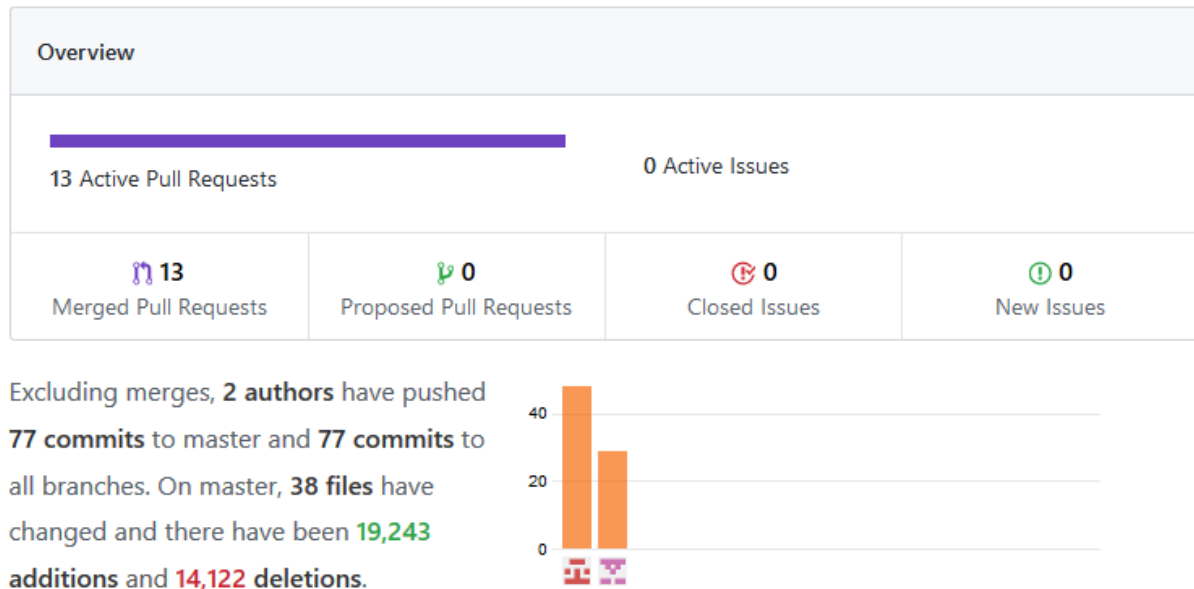 Overview
13 Active Pull Requests
0 Active Issues
13
Merged Pull Requests
0
Proposed Pull Requests
0
Closed Issues
0
New Issues
Excluding merges, 2 authors have pushed
77 commits to master and 77 commits to
all branches. On master, 38 files have
changed and there have been 19,243
additions and 14,122 deletions.
40
20
0